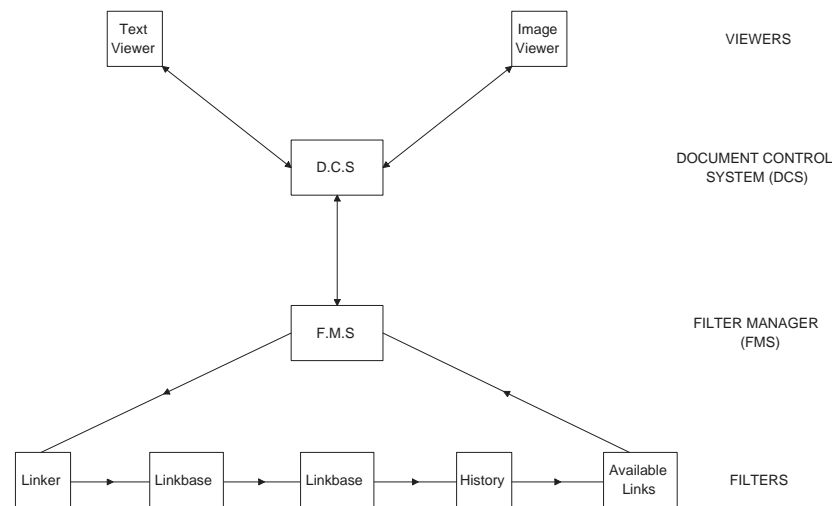 Text
Viewer
Image
Viewer
VIEWERS
D.C.S
DOCUMENT CONTROL
SYSTEM (DCS)
F.M.S
FILTER MANAGER
(FMS)
Linker
Linkbase
Linkbase
History
Available
Links
FILTERS